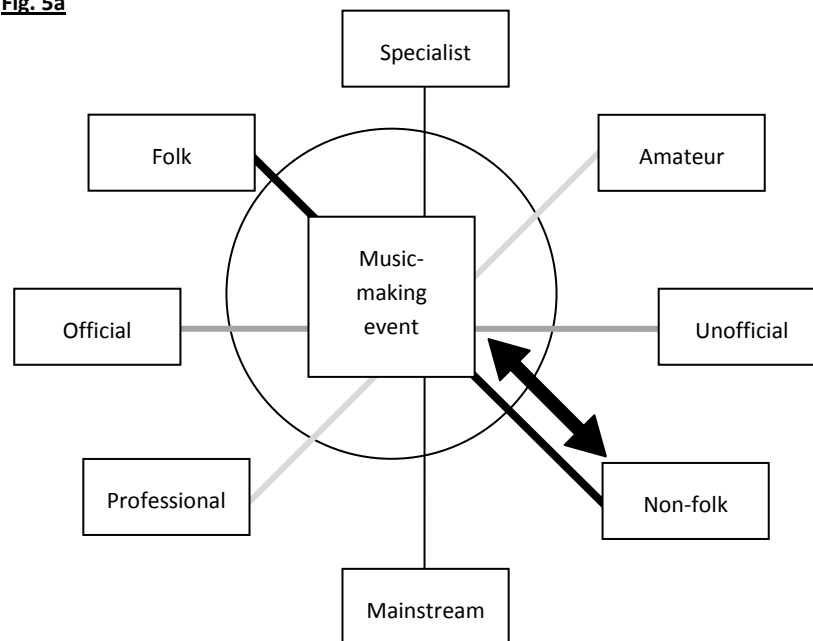 Fig. 5a
Specialist
Folk
Amateur
Music-
making
event
Official
Unofficial
Professional
Non-folk
Mainstream